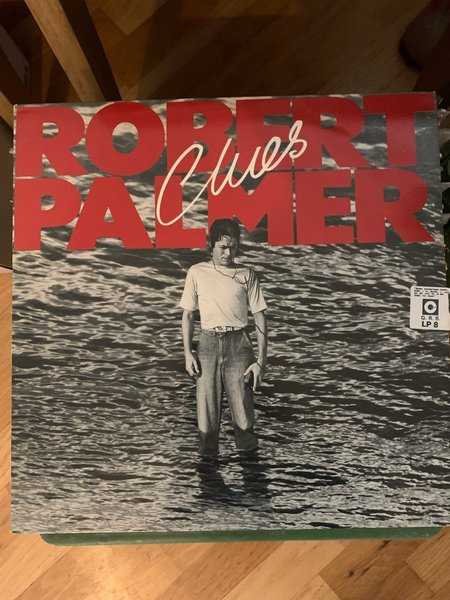 ROBERT
Clues
PALMER
G.R.S.
LP 8